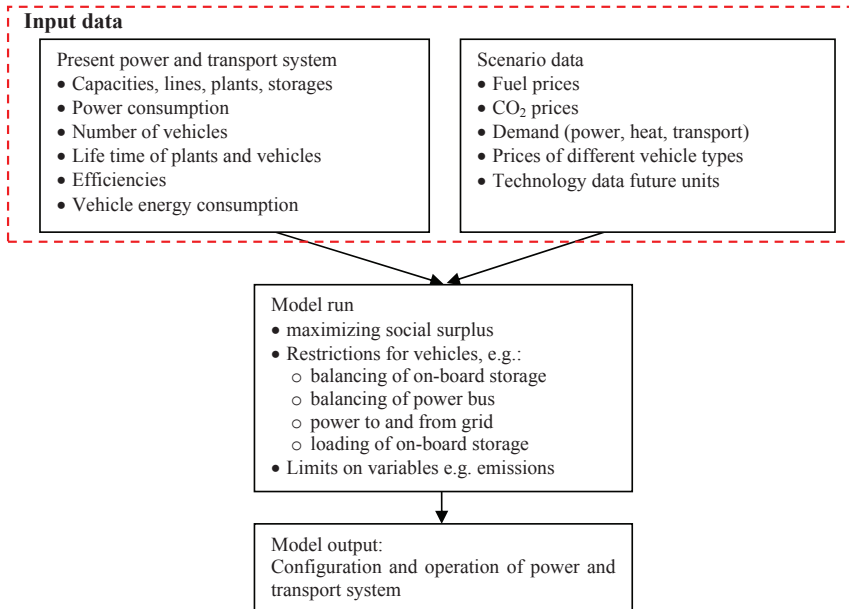 Input data
Present power and transport system
• Capacities, lines, plants, storages
• Power consumption
• Number of vehicles
• Life time of plants and vehicles
• Efficiencies
• Vehicle energy consumption
Scenario data
• Fuel prices
• CO₂ prices
• Demand (power, heat, transport)
• Prices of different vehicle types
• Technology data future units
Model run
• maximizing social surplus
• Restrictions for vehicles, e.g.:
○ balancing of on-board storage
○ balancing of power bus
○ power to and from grid
○ loading of on-board storage
• Limits on variables e.g. emissions
Model output:
Configuration and operation of power and
transport system